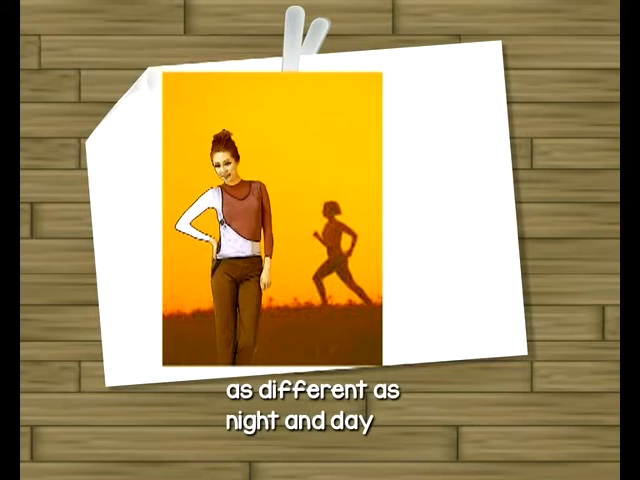 as different as
night and day